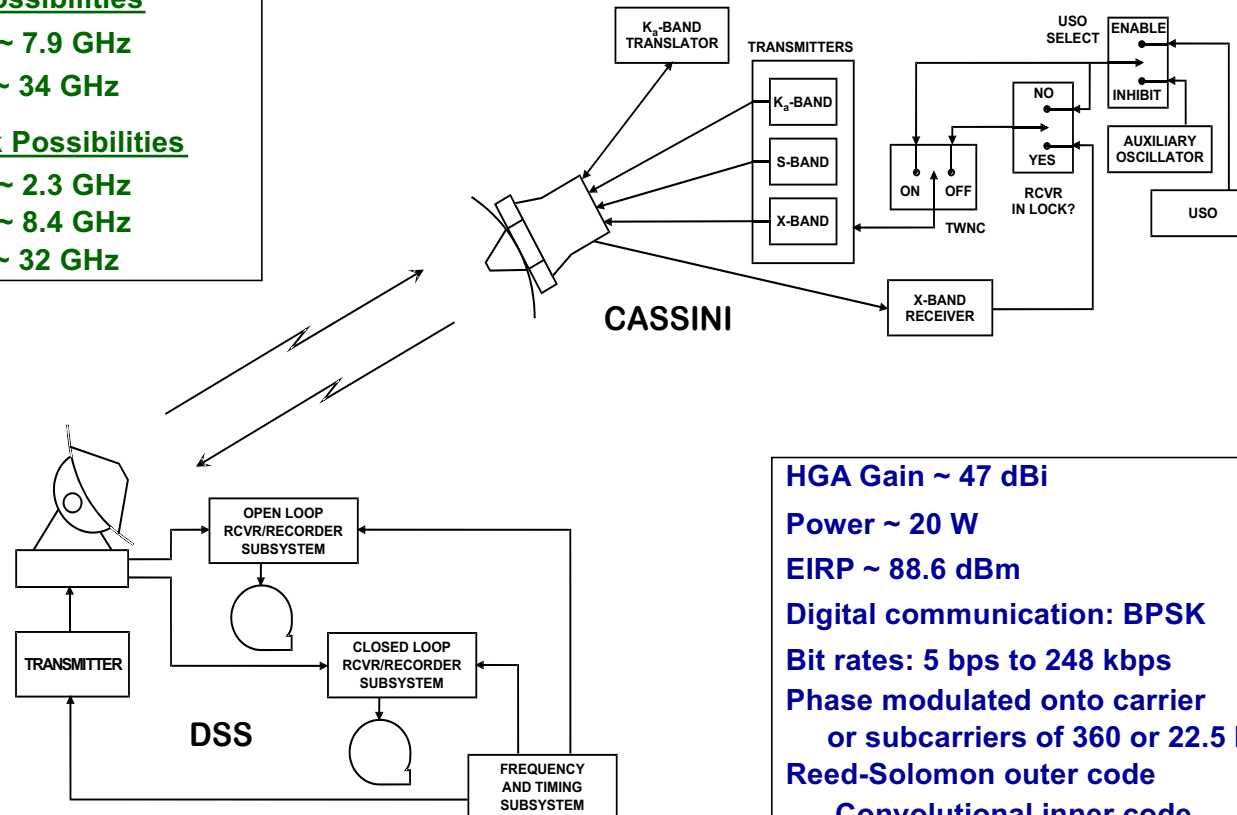 ~ 7.9 GHz
~ 34 GHz
Possibilities
~ 2.3 GHz
~ 8.4 GHz
~ 32 GHz
Ka-BAND
TRANSLATOR
TRANSMITTERS
Ka-BAND
S-BAND
X-BAND
USO
SELECT
ENABLE
INHIBIT
NO
YES
RCVR
IN LOCK?
AUXILIARY
OSCILLATOR
USO
ON OFF
TWNC
X-BAND
RECEIVER
CASSINI
OPEN LOOP
RCVR/RECORDER
SUBSYSTEM
CLOSED LOOP
RCVR/RECORDER
SUBSYSTEM
TRANSMITTER
DSS
FREQUENCY
AND TIMING
SUBSYSTEM
HGA Gain ~ 47 dBi
Power ~ 20 W
EIRP ~ 88.6 dBm
Digital communication: BPSK
Bit rates: 5 bps to 248 kbps
Phase modulated onto carrier
or subcarriers of 360 or 22.5
Reed-Solomon outer code
Convolutional inner code